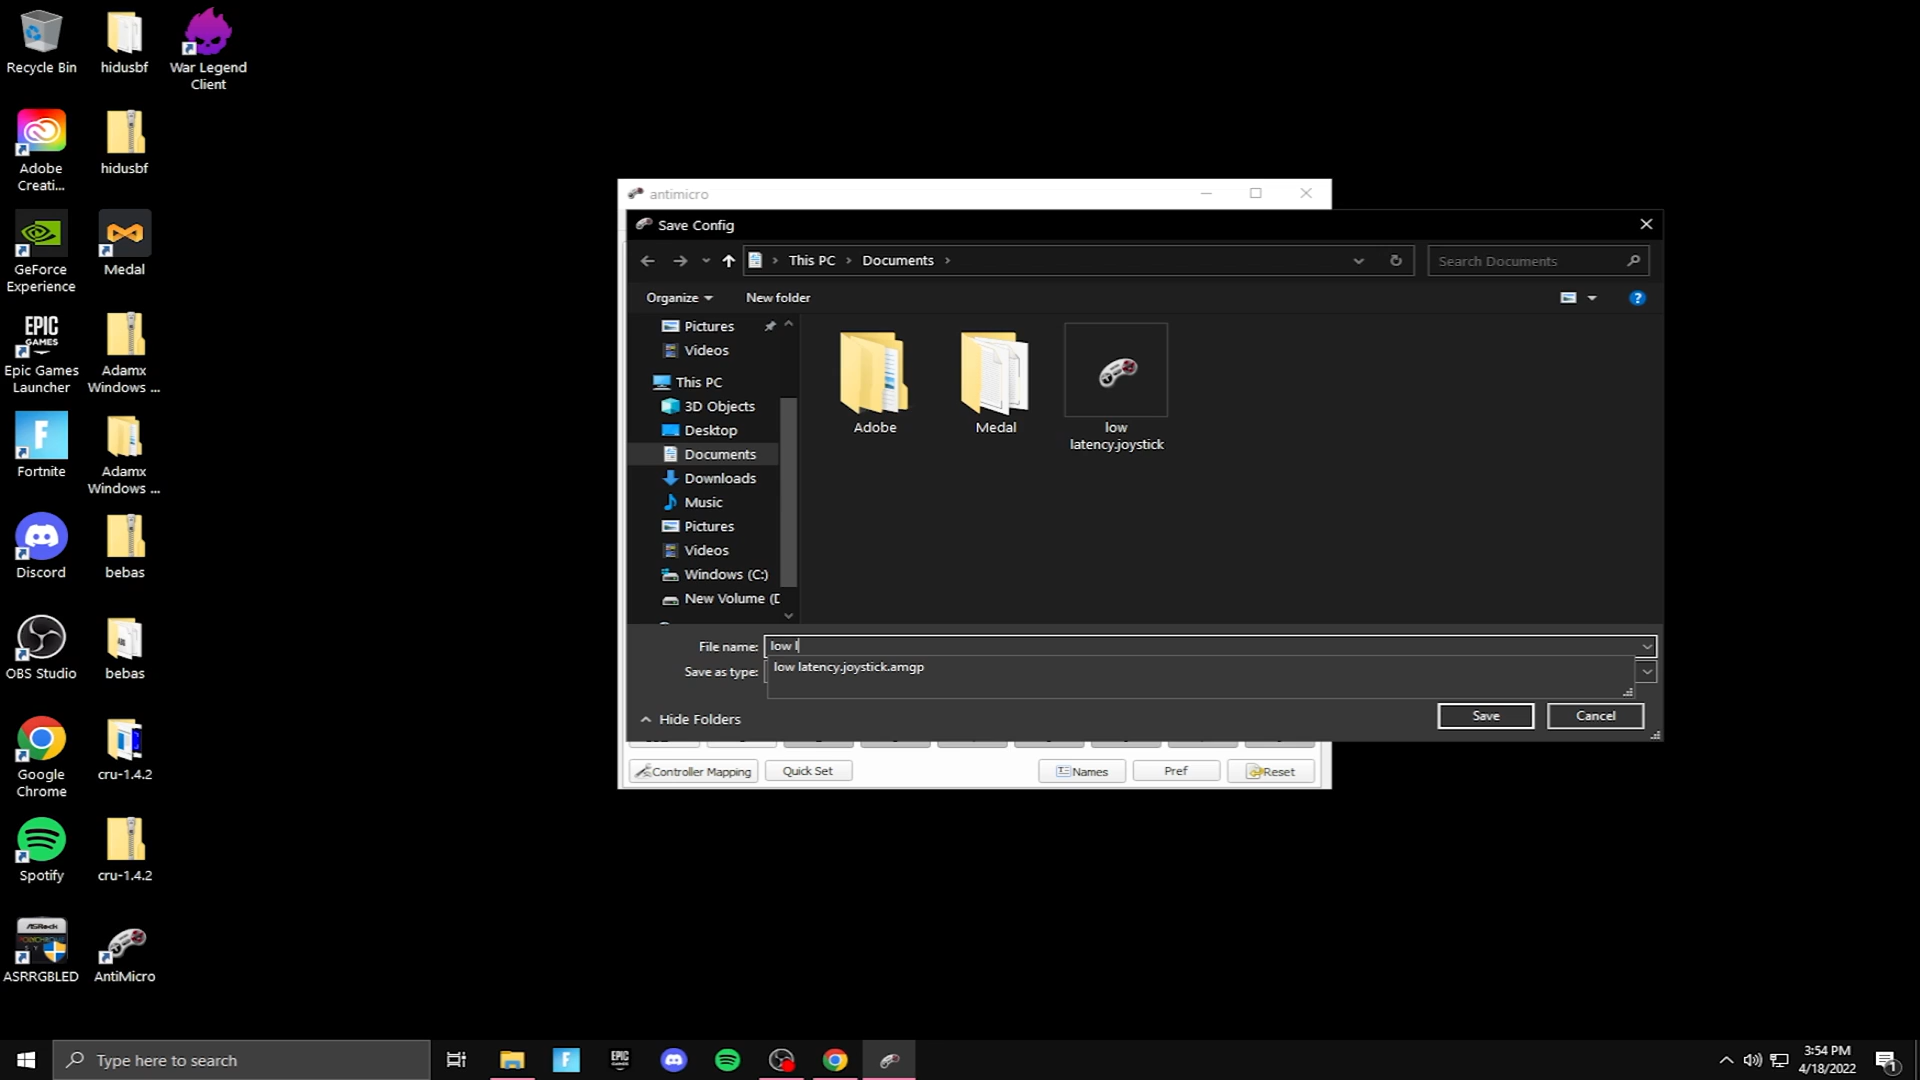 Recycle Bin
hidusbf
War Legend
Client
Adobe
Creati...
hidusbf
GeForce
Experience
Medal
EPIC
GAMES
Epic Games
Launcher
Adamx
Windows ...
F
Fortnite
Adamx
Windows ...
Discord
bebas
OBS Studio
bebas
Google
Chrome
cru-1.4.2
Spotify
cru-1.4.2
ASRock
ASRRGBLED
AntiMicro
antimicro
Save Config
This PC
Documents
Search Documents
Organize
New folder
?
Pictures
Videos
This PC
3D Objects
Desktop
Documents
Downloads
Music
Pictures
Videos
Windows (C:)
New Volume (D
Adobe
Medal
low
latency.joystick
File name: low l
low latency.joystick.amgp
Save as type:
Hide Folders
Save
Cancel
Controller Mapping
Quick Set
Names
Pref
Reset
Type here to search
F
EPIC
3:54 PM
4/18/2022
1